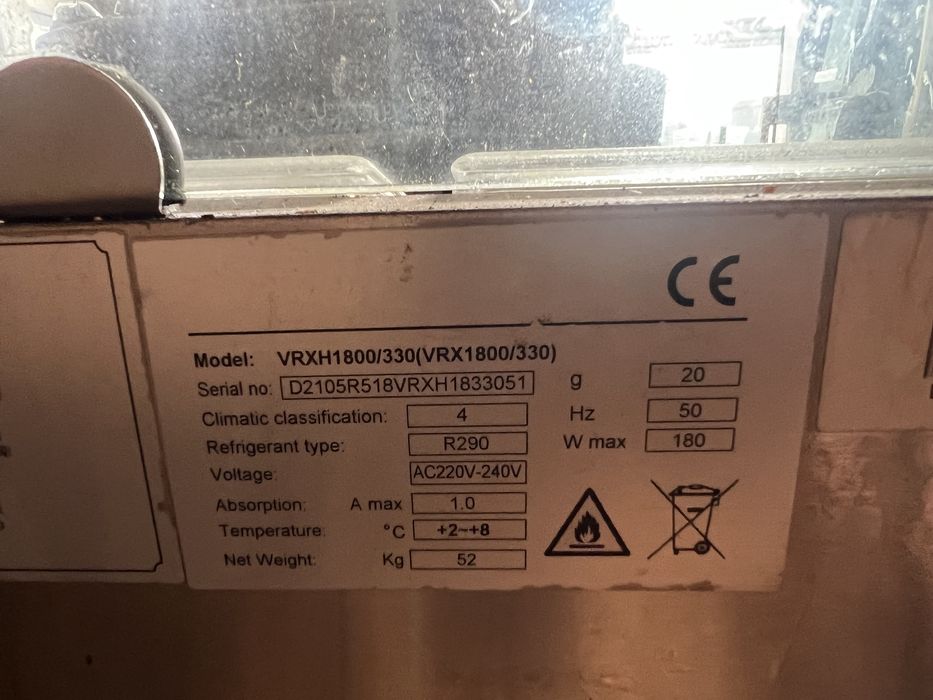 CE
Model: VRXH1800/330(VRX1800/330)
Serial no: D2105R518VRXH1833051 g 20
Climatic classification: 4 Hz 50
Refrigerant type: R290 W max 180
Voltage: AC220V-240V
Absorption: A max 1.0
Temperature: °C +2~+8
Net Weight: Kg 52